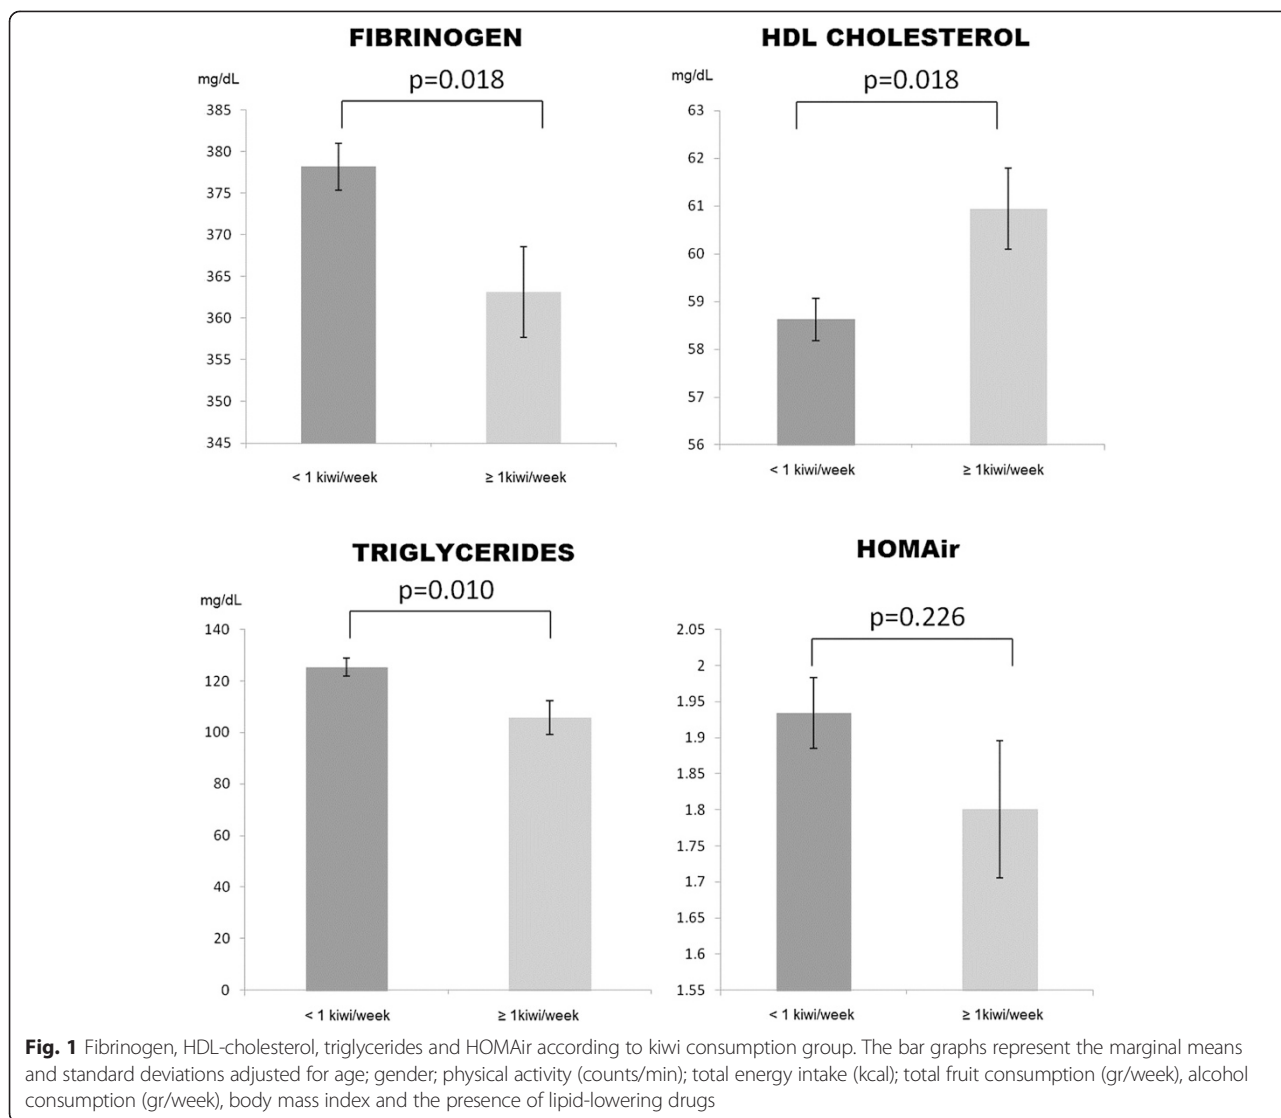 FIBRINOGEN
mg/dL
p=0.018
385
380
375
370
365
360
355
350
345
< 1 kiwi/week ≥ 1kiwi/week
HDL CHOLESTEROL
mg/dL
p=0.018
63
62
61
60
59
58
57
56
< 1 kiwi/week ≥ 1kiwi/week
TRIGLYCERIDES
mg/dL
p=0.010
140
120
100
80
60
40
20
0
< 1 kiwi/week ≥ 1kiwi/week
HOMAir
p=0.226
2.05
2
1.95
1.9
1.85
1.8
1.75
1.7
1.65
1.6
1.55
< 1 kiwi/week ≥ 1kiwi/week
Fig. 1 Fibrinogen, HDL-cholesterol, triglycerides and HOMAir according to kiwi consumption group. The bar graphs represent the marginal means
and standard deviations adjusted for age; gender; physical activity (counts/min); total energy intake (kcal); total fruit consumption (gr/week), alcohol
consumption (gr/week), body mass index and the presence of lipid-lowering drugs